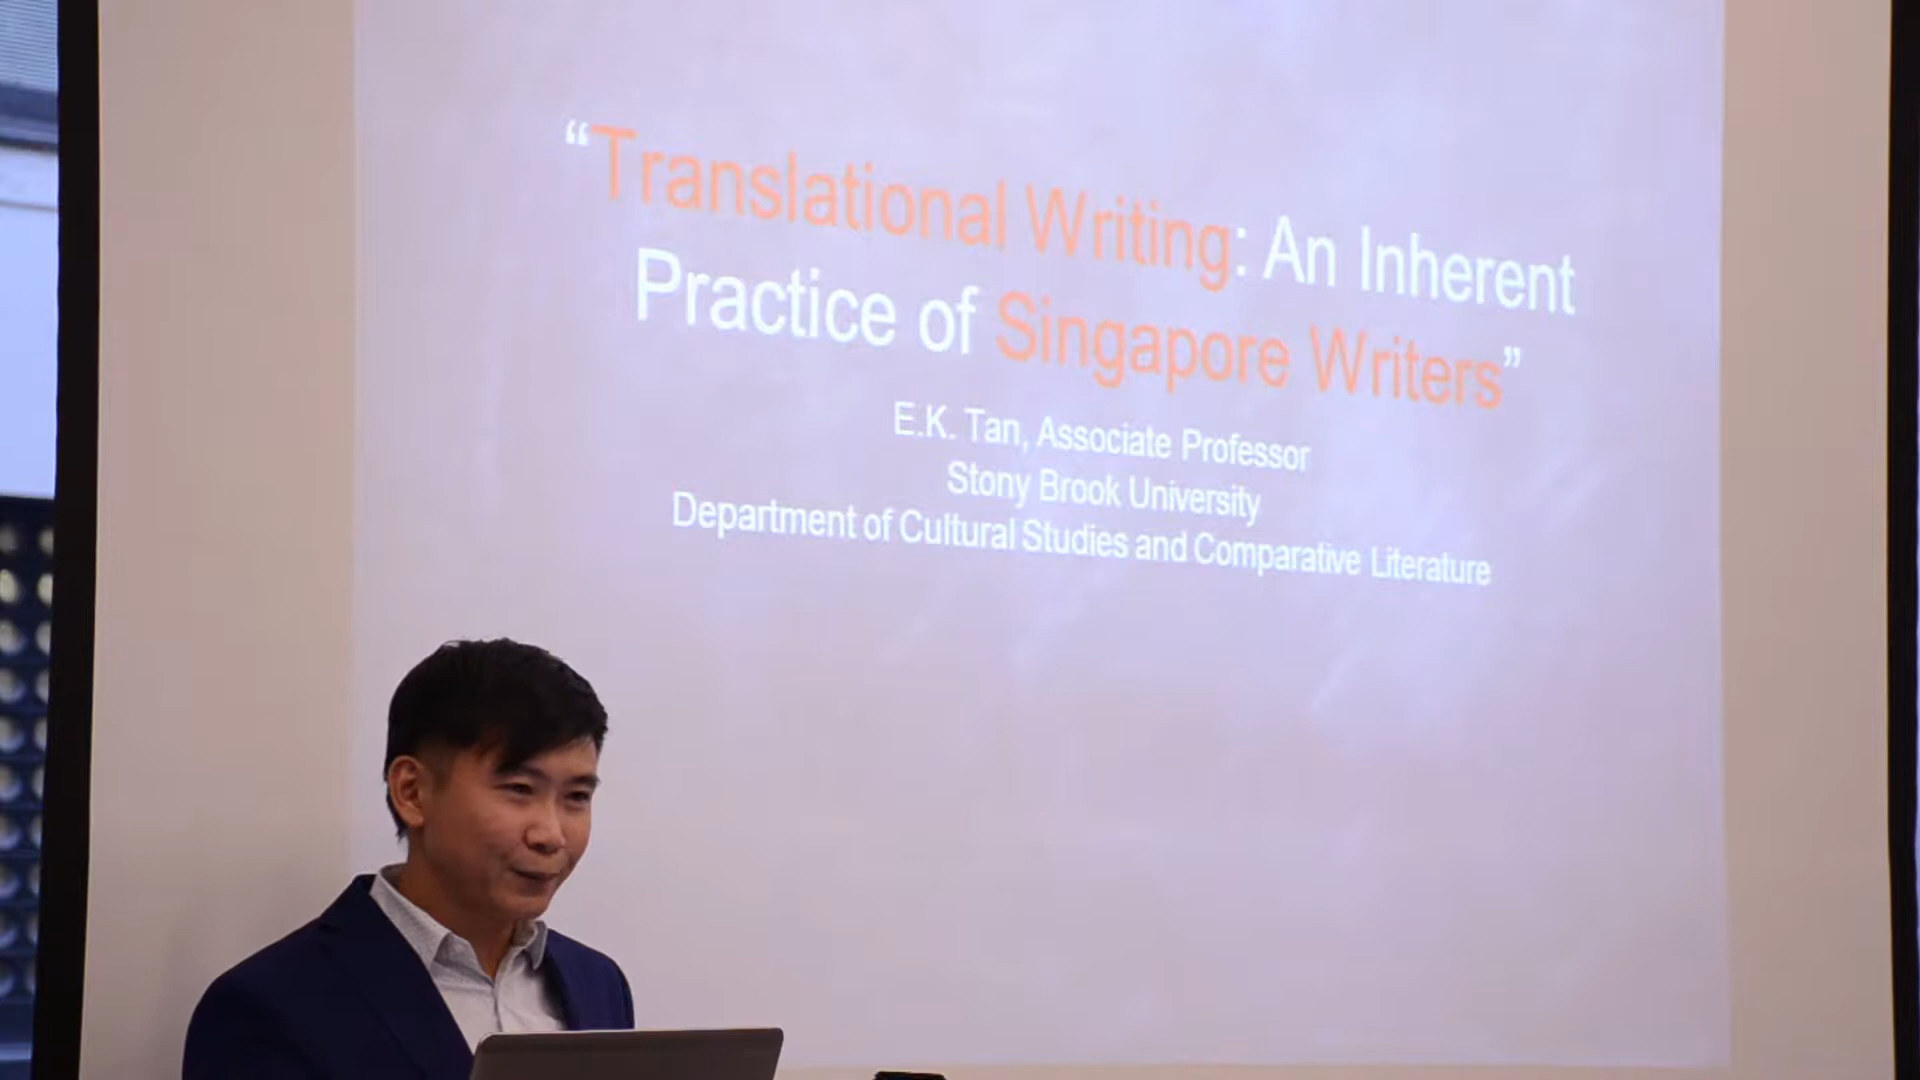 “Translational Writing: An Inherent
Practice of Singapore Writers”
E.K. Tan, Associate Professor
Stony Brook University
Department of Cultural Studies and Comparative Literature